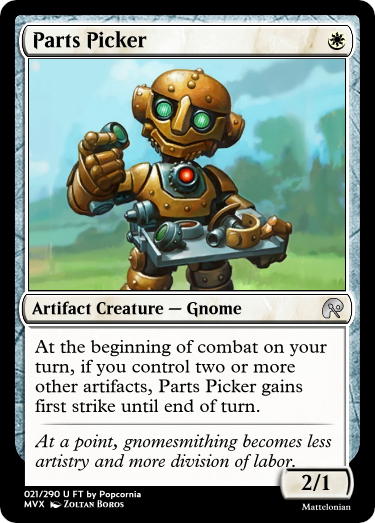 Parts Picker
Artifact Creature — Gnome
At the beginning of combat on your
turn, if you control two or more
other artifacts, Parts Picker gains
first strike until end of turn.
At a point, gnomesmithing becomes less
artistry and more division of labor.
2/1
021/290 U FT by Popcornia
MVX ZOLTAN BOROS
Mattelonian